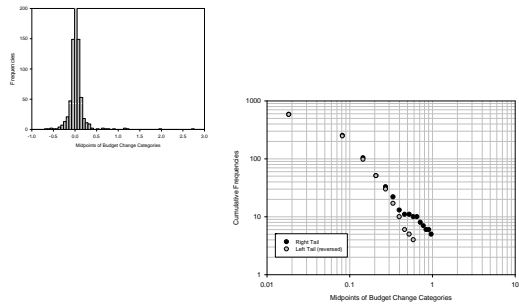 200
150
100
50
0
Frequencies
-1.0 -0.5 0.0 0.5 1.0 1.5 2.0 2.5 3.0
Midpoints of Budget Change Categories
1000
100
10
1
Cumulative Frequencies
Right Tail
Left Tail (reversed)
0.01 0.1 1 10
Midpoints of Budget Change Categories